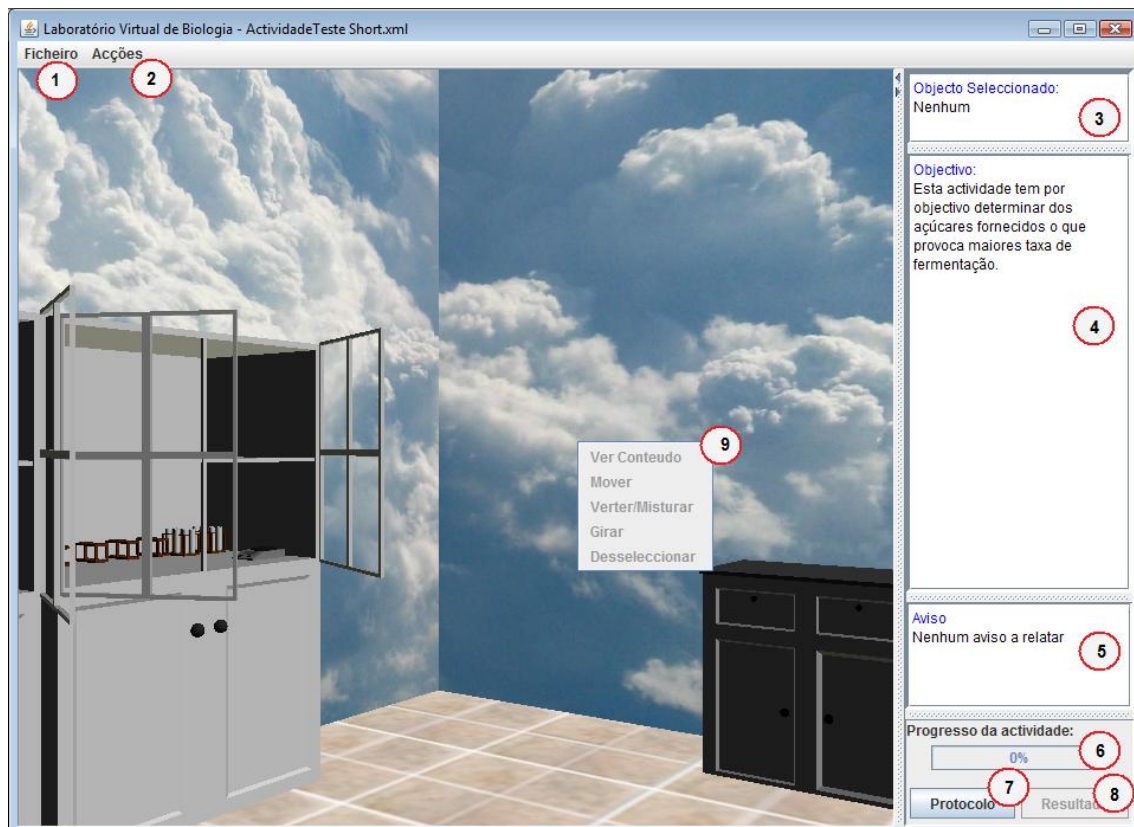 Laboratório Virtual de Biologia - ActividadeTeste Short.xml
Ficheiro Acções
1
2
Objecto Seleccionado:
Nenhum
3
Objectivo:
Esta actividade tem por
objectivo determinar dos
açúcares fornecidos o que
provoca maiores taxa de
fermentação.
4
9
Ver Conteudo
Mover
Verter/Misturar
Girar
Desseleccionar
Aviso
Nenhum aviso a relatar
5
Progresso da actividade:
0%
6
7
8
Protocolo